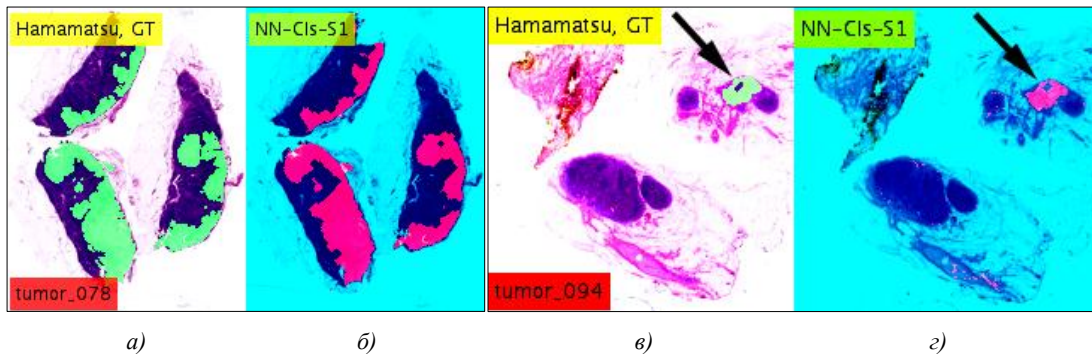 Hamamatsu, GT
NN-Cls-S1
Hamamatsu, GT
NN-Cls-S1
tumor_078
tumor_094
а)
б)
в)
г)